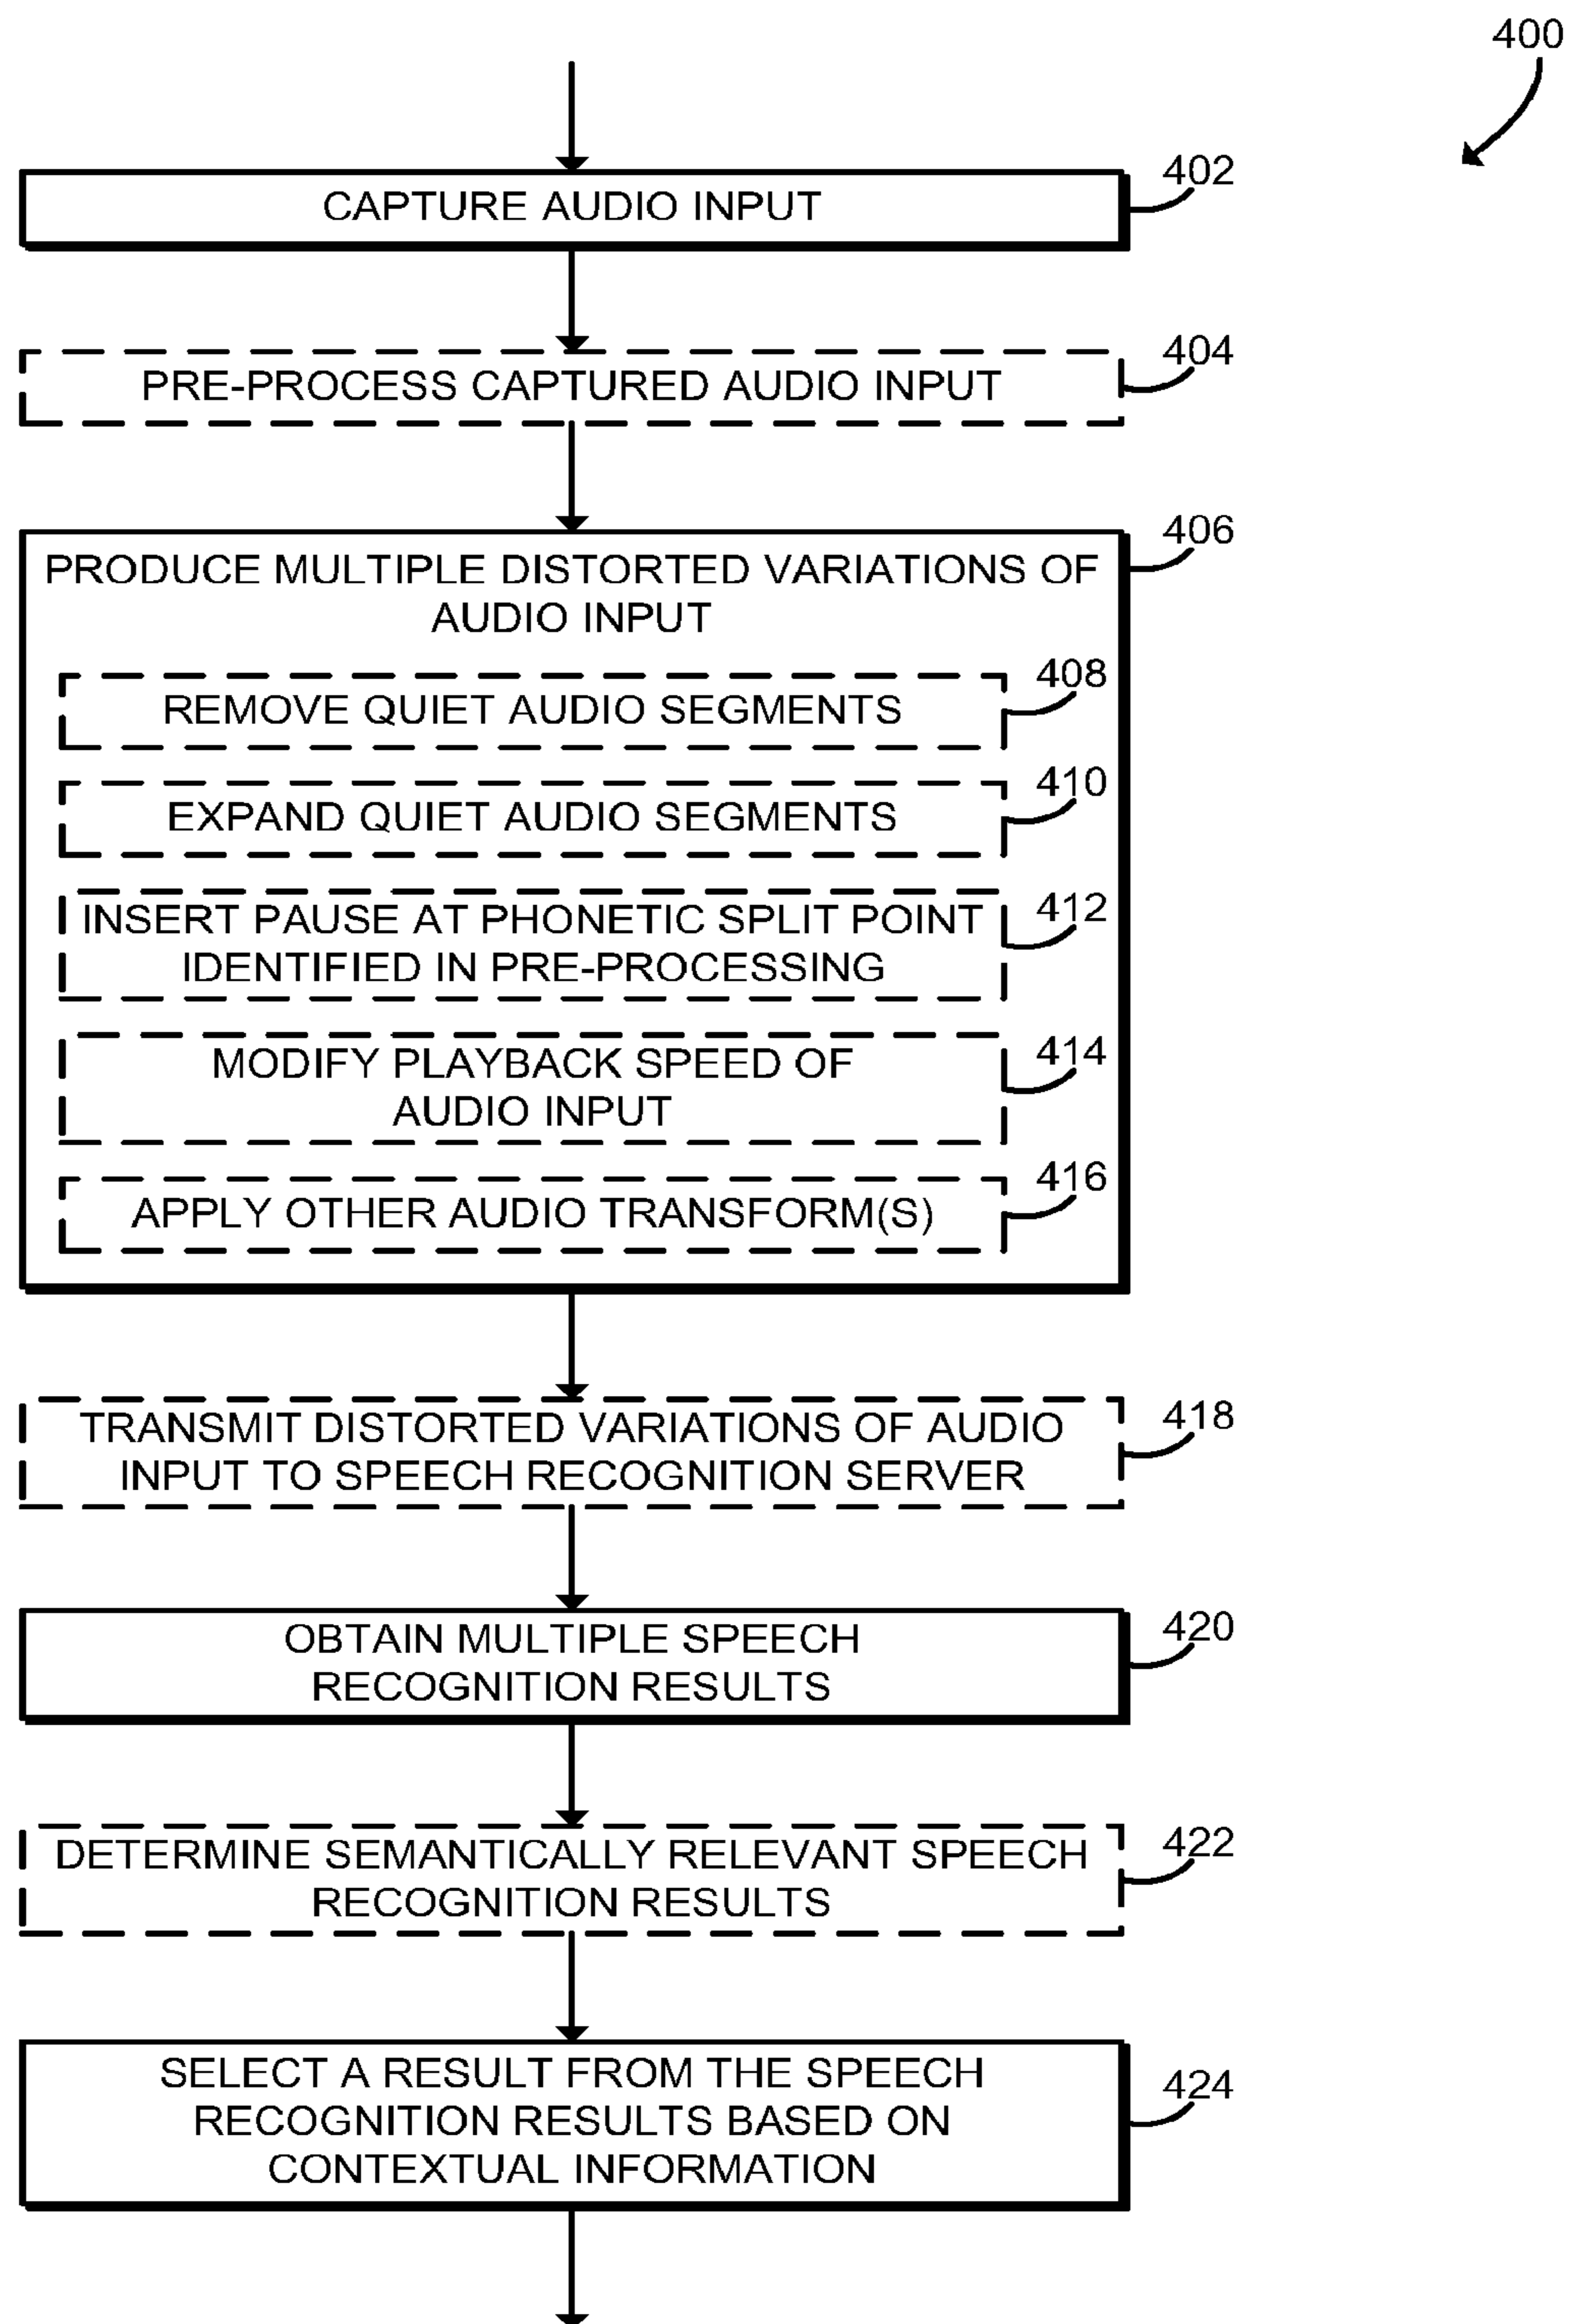 400
CAPTURE AUDIO INPUT
402
PRE-PROCESS CAPTURED AUDIO INPUT
404
PRODUCE MULTIPLE DISTORTED VARIATIONS OF
AUDIO INPUT
406
REMOVE QUIET AUDIO SEGMENTS
408
EXPAND QUIET AUDIO SEGMENTS
410
INSERT PAUSE AT PHONETIC SPLIT POINT
IDENTIFIED IN PRE-PROCESSING
412
MODIFY PLAYBACK SPEED OF
AUDIO INPUT
414
APPLY OTHER AUDIO TRANSFORM(S)
416
TRANSMIT DISTORTED VARIATIONS OF AUDIO
INPUT TO SPEECH RECOGNITION SERVER
418
OBTAIN MULTIPLE SPEECH
RECOGNITION RESULTS
420
DETERMINE SEMANTICALLY RELEVANT SPEECH
RECOGNITION RESULTS
422
SELECT A RESULT FROM THE SPEECH
RECOGNITION RESULTS BASED ON
CONTEXTUAL INFORMATION
424